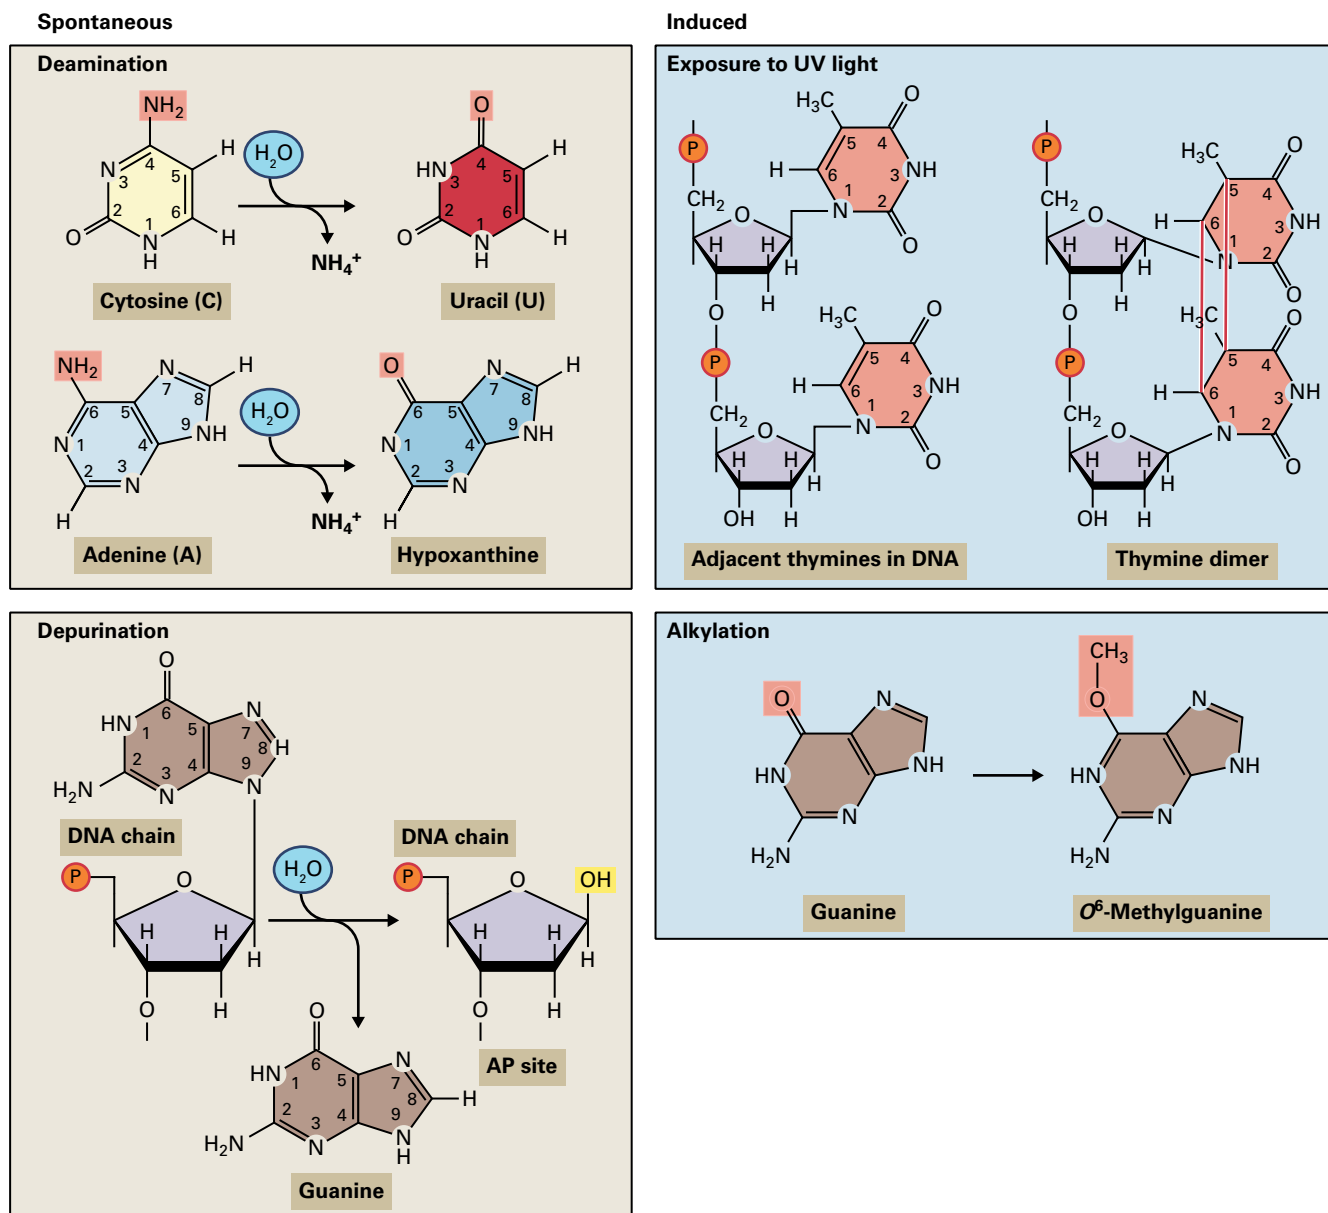 Spontaneous
Induced
Deamination
NH2
N
3
4
5
2
1
6
O
N
H
H
H
H2O
NH4+
O
HN
3
4
5
2
1
6
O
N
H
H
H
Cytosine (C)
Uracil (U)
NH2
6
5
N
7
8
H
N
1
4
9
NH
2
3
N
H
H2O
NH4+
O
6
5
N
7
8
H
N
1
4
9
NH
2
3
N
H
Adenine (A)
Hypoxanthine
Exposure to UV light
P
CH2
O
H
H
H
H
O
H3C
O
5
4
H
6
3
NH
1
2
N
O
P
CH2
O
H
H
H
H
OH
H3C
O
5
4
H
6
3
NH
1
2
N
O
Adjacent thymines in DNA
P
CH2
O
H
H
H
H
O
H3C
O
5
4
H
6
3
NH
1
2
N
O
P
CH2
O
H
H
H
H
OH
H3C
O
5
4
H
6
3
NH
1
2
N
O
Thymine dimer
Depurination
O
6
HN
1
5
N
7
8
H
2
3
4
9
N
H2N
N
DNA chain
P
O
H
H
H
H
O
H2O
DNA chain
P
O
OH
H
H
H
H
O
AP site
O
6
HN
1
5
N
7
8
H
2
3
4
9
H2N
N
N
H
Guanine
Alkylation
O
N
HN
NH
N
H2N
Guanine
CH3
O
N
HN
NH
N
H2N
O6-Methylguanine